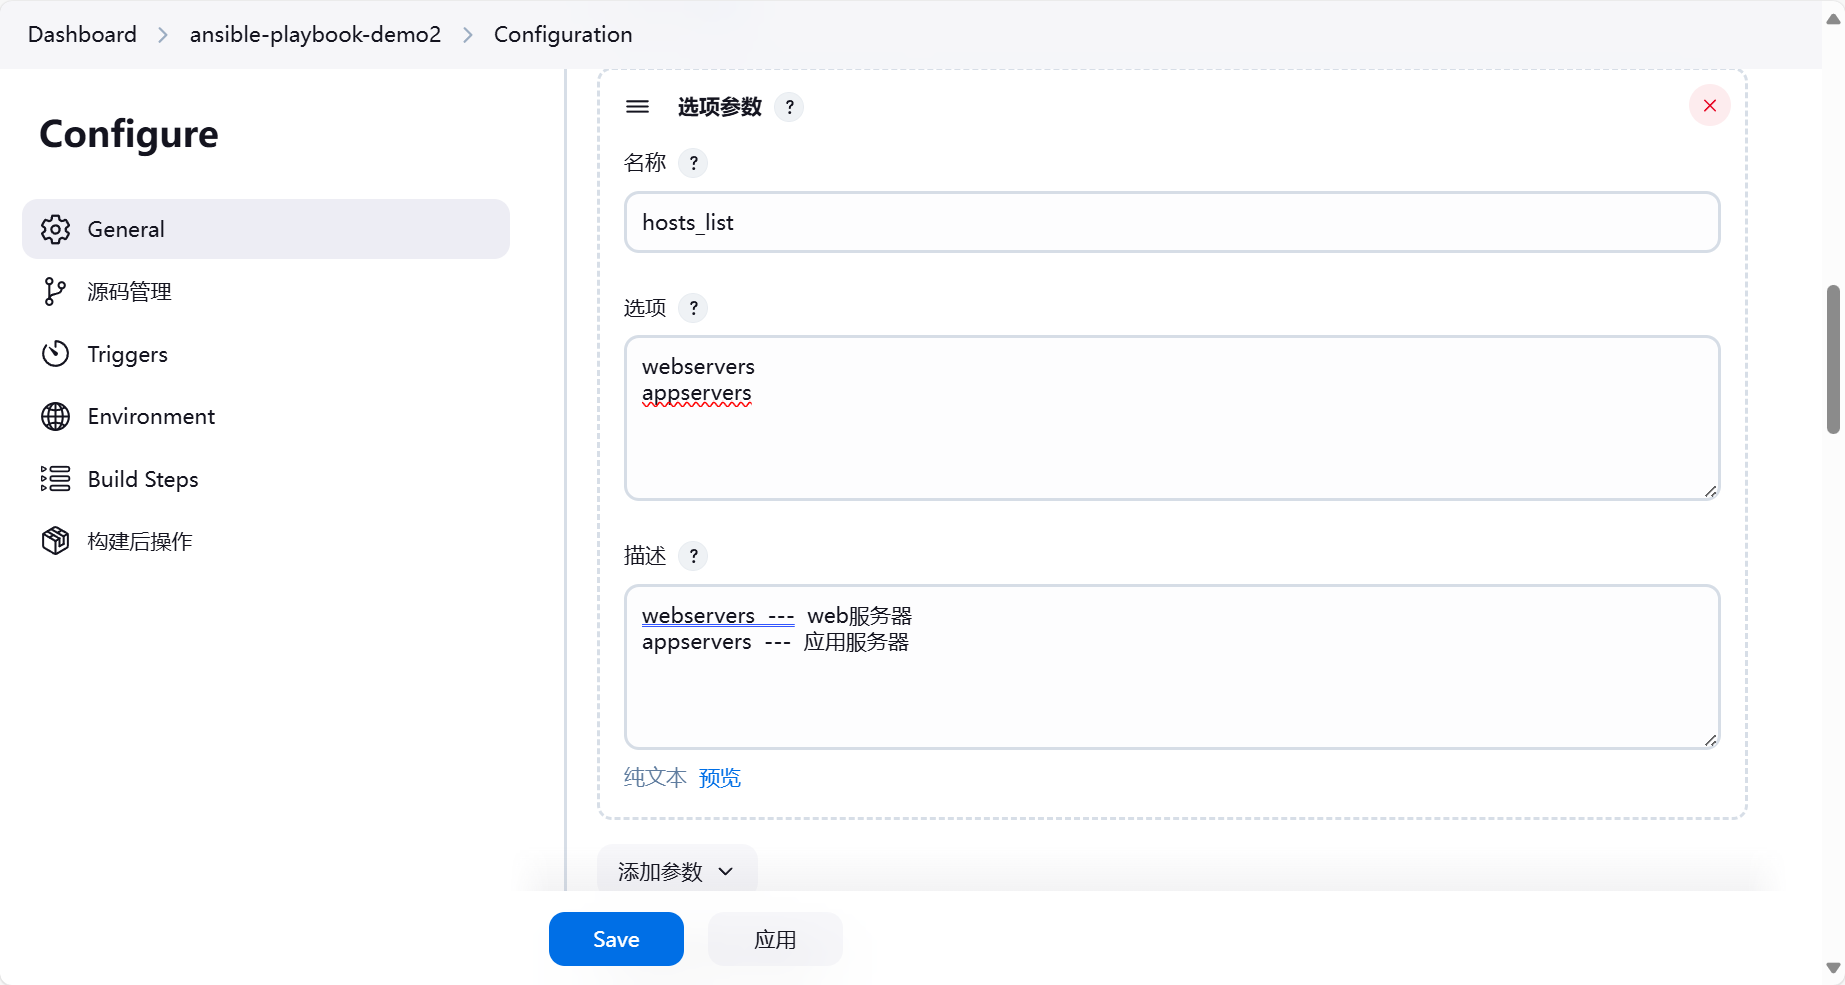 Dashboard > ansible-playbook-demo2 > Configuration
Configure
General
源码管理
Triggers
Environment
Build Steps
构建后操作
选项参数 ?
名称 ?
hosts_list
选项 ?
webservers
appservers
描述 ?
webservers --- web服务器
appservers --- 应用服务器
纯文本 预览
添加参数
Save 应用